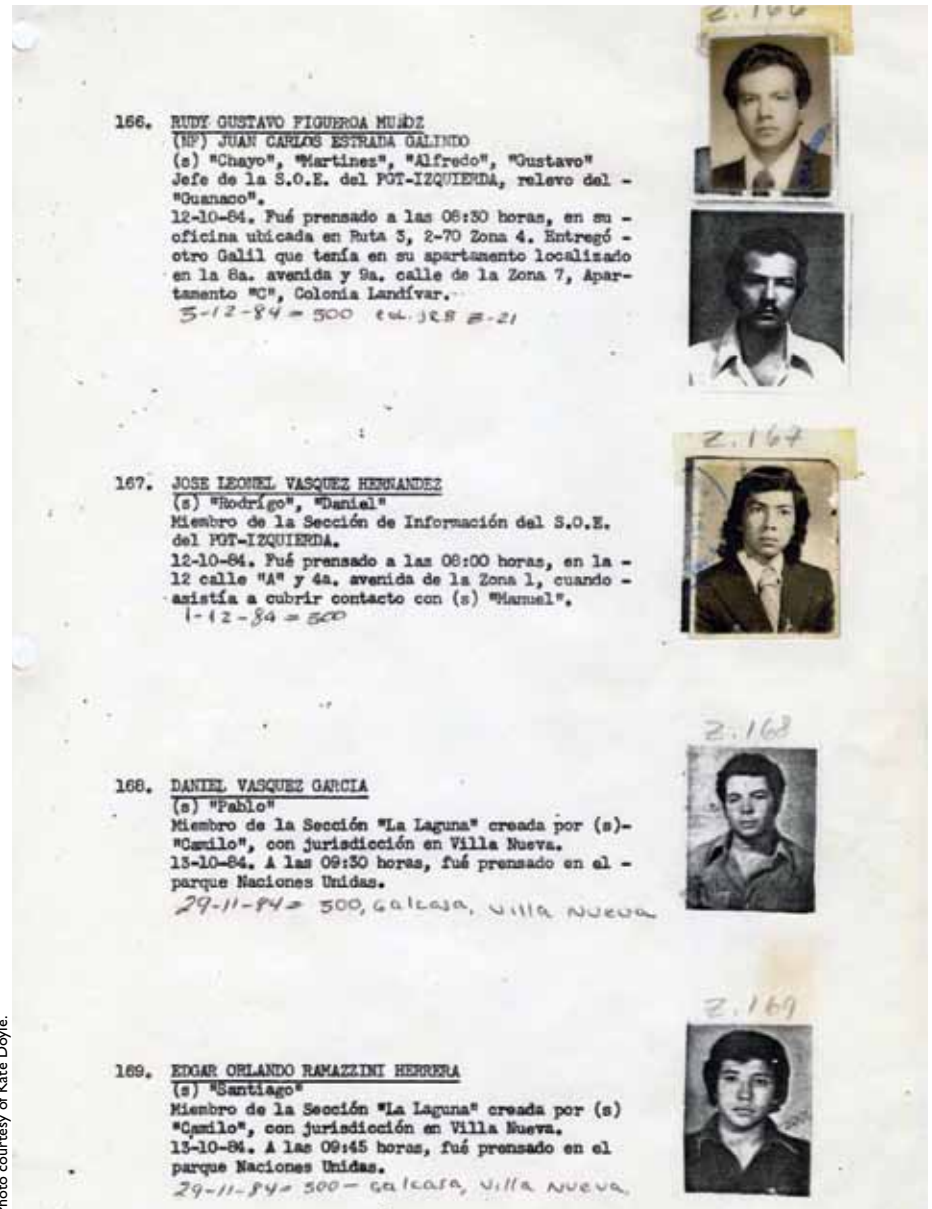 Z.166
166. RUDY GUSTAVO FIGUEROA MUÑOZ
(NF) JUAN CARLOS ESTRADA GALINDO
(s) "Chayo", "Martinez", "Alfredo", "Gustavo"
Jefe de la S.O.E. del PGT-IZQUIERDA, relevo del -
"Guanaco".
12-10-84. Fué prensado a las 08:30 horas, en su -
oficina ubicada en Ruta 3, 2-70 Zona 4. Entregó -
otro Galil que tenía en su apartamento localizado
en la 8a. avenida y 9a. calle de la Zona 7, Apar-
tamento "C", Colonia Landívar.
3-12-84 = 300
Z.167
167. JOSE LEONEL VASQUEZ HERNANDEZ
(s) "Rodrígo", "Daniel"
Miembro de la Sección de Información del S.O.E.
del PGT-IZQUIERDA.
12-10-84. Fué prensado a las 08:00 horas, en la -
12 calle "A" y 4a. avenida de la Zona 1, cuando -
asistía a cubrir contacto con (s) "Manuel".
1-12-84 = 300
Z.168
168. DANIEL VASQUEZ GARCIA
(s) "Pablo"
Miembro de la Sección "La Laguna" creada por (s)-
"Camilo", con jurisdicción en Villa Nueva.
13-10-84. A las 09:30 horas, fué prensado en el -
parque Naciones Unidas.
29-11-84= 300, Galcasa, Villa Nueva
Z.169
169. EDGAR ORLANDO RAMAZZINI HERRERA
(s) "Santiago"
Miembro de la Sección "La Laguna" creada por (s)
"Camilo", con jurisdicción en Villa Nueva.
13-10-84. A las 09:45 horas, fué prensado en el
parque Naciones Unidas.
29-11-84= 300- Galcasa, Villa Nueva.
Photo courtesy of Kate Doyle.